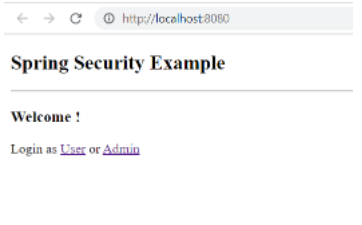 http://localhost:8080
Spring Security Example
Welcome !
Login as User or Admin